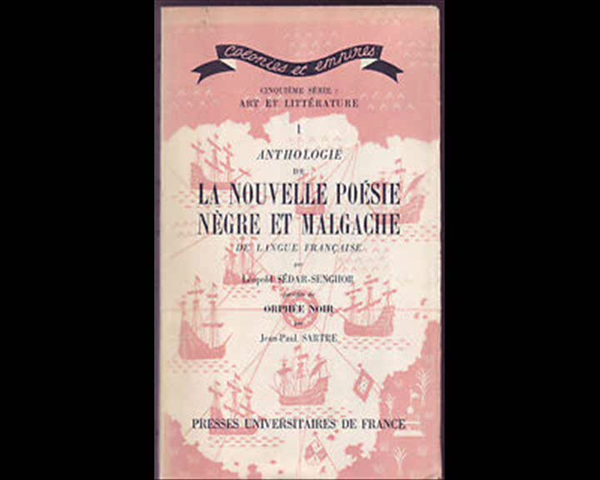 colonies et empires
CINQUIÈME SÉRIE :
ART ET LITTÉRATURE
I
ANTHOLOGIE
DE
LA NOUVELLE POÉSIE
NÈGRE ET MALGACHE
DE LANGUE FRANÇAISE
par
Léopold SÉDAR-SENGHOR
précédée de
ORPHÉE NOIR
par
Jean-Paul SARTRE
PRESSES UNIVERSITAIRES DE FRANCE